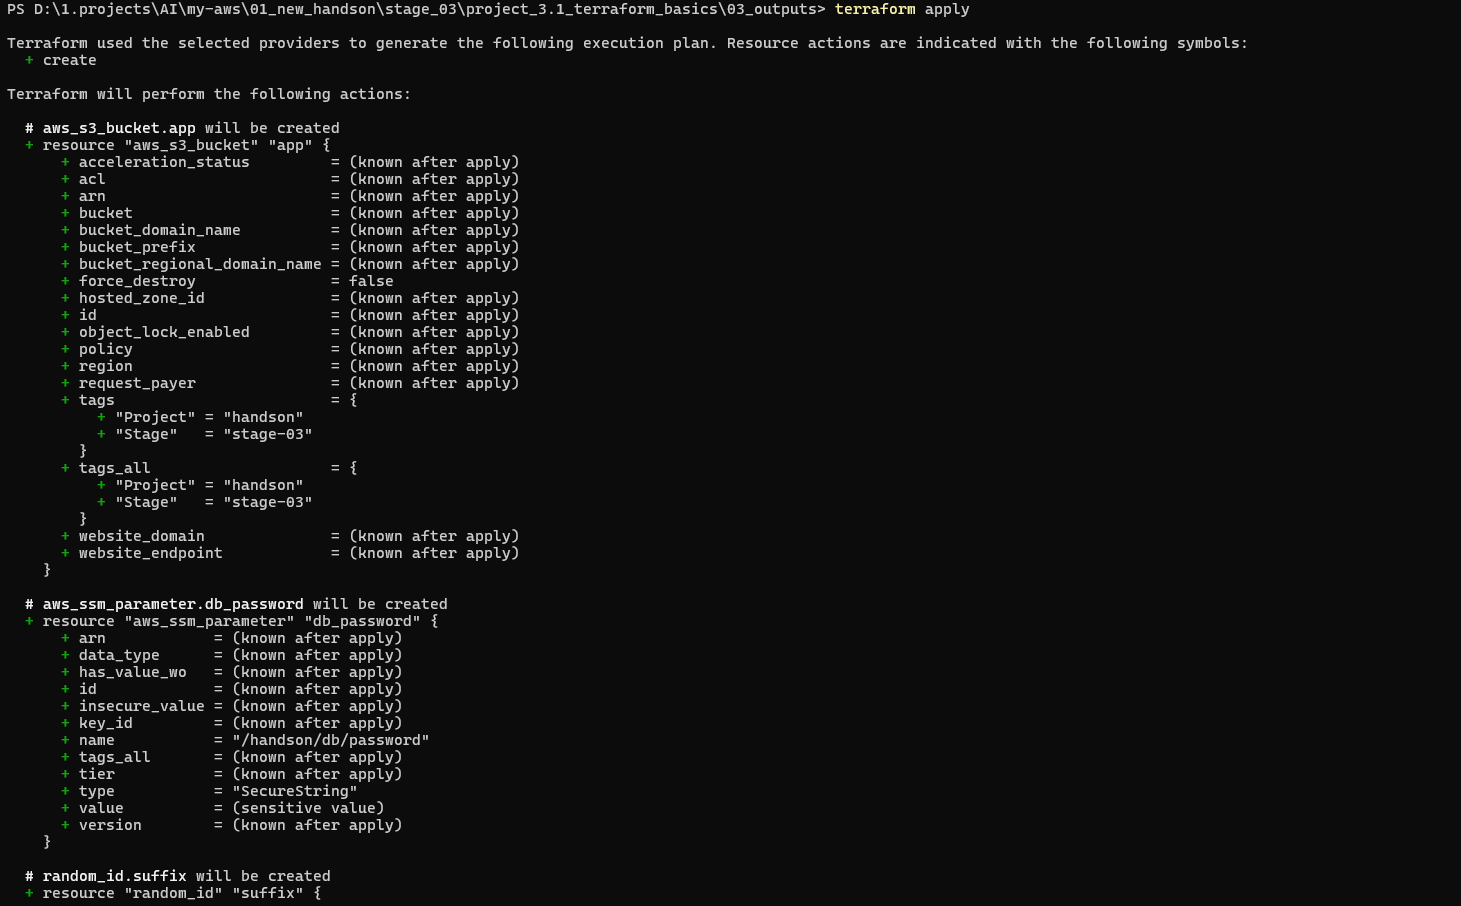 PS D:\1.projects\AI\my-aws\01_new_handson\stage_03\project_3.1_terraform_basics\03_outputs> terraform apply
Terraform used the selected providers to generate the following execution plan. Resource actions are indicated with the following symbols:
  + create
Terraform will perform the following actions:
  # aws_s3_bucket.app will be created
  + resource "aws_s3_bucket" "app" {
      + acceleration_status         = (known after apply)
      + acl                         = (known after apply)
      + arn                         = (known after apply)
      + bucket                      = (known after apply)
      + bucket_domain_name          = (known after apply)
      + bucket_prefix               = (known after apply)
      + bucket_regional_domain_name = (known after apply)
      + force_destroy               = false
      + hosted_zone_id              = (known after apply)
      + id                          = (known after apply)
      + object_lock_enabled         = (known after apply)
      + policy                      = (known after apply)
      + region                      = (known after apply)
      + request_payer               = (known after apply)
      + tags                        = {
          + "Project" = "handson"
          + "Stage"   = "stage-03"
        }
      + tags_all                    = {
          + "Project" = "handson"
          + "Stage"   = "stage-03"
        }
      + website_domain              = (known after apply)
      + website_endpoint            = (known after apply)
    }
  # aws_ssm_parameter.db_password will be created
  + resource "aws_ssm_parameter" "db_password" {
      + arn            = (known after apply)
      + data_type      = (known after apply)
      + has_value_wo   = (known after apply)
      + id             = (known after apply)
      + insecure_value = (known after apply)
      + key_id         = (known after apply)
      + name           = "/handson/db/password"
      + tags_all       = (known after apply)
      + tier           = (known after apply)
      + type           = "SecureString"
      + value          = (sensitive value)
      + version        = (known after apply)
    }
  # random_id.suffix will be created
  + resource "random_id" "suffix" {